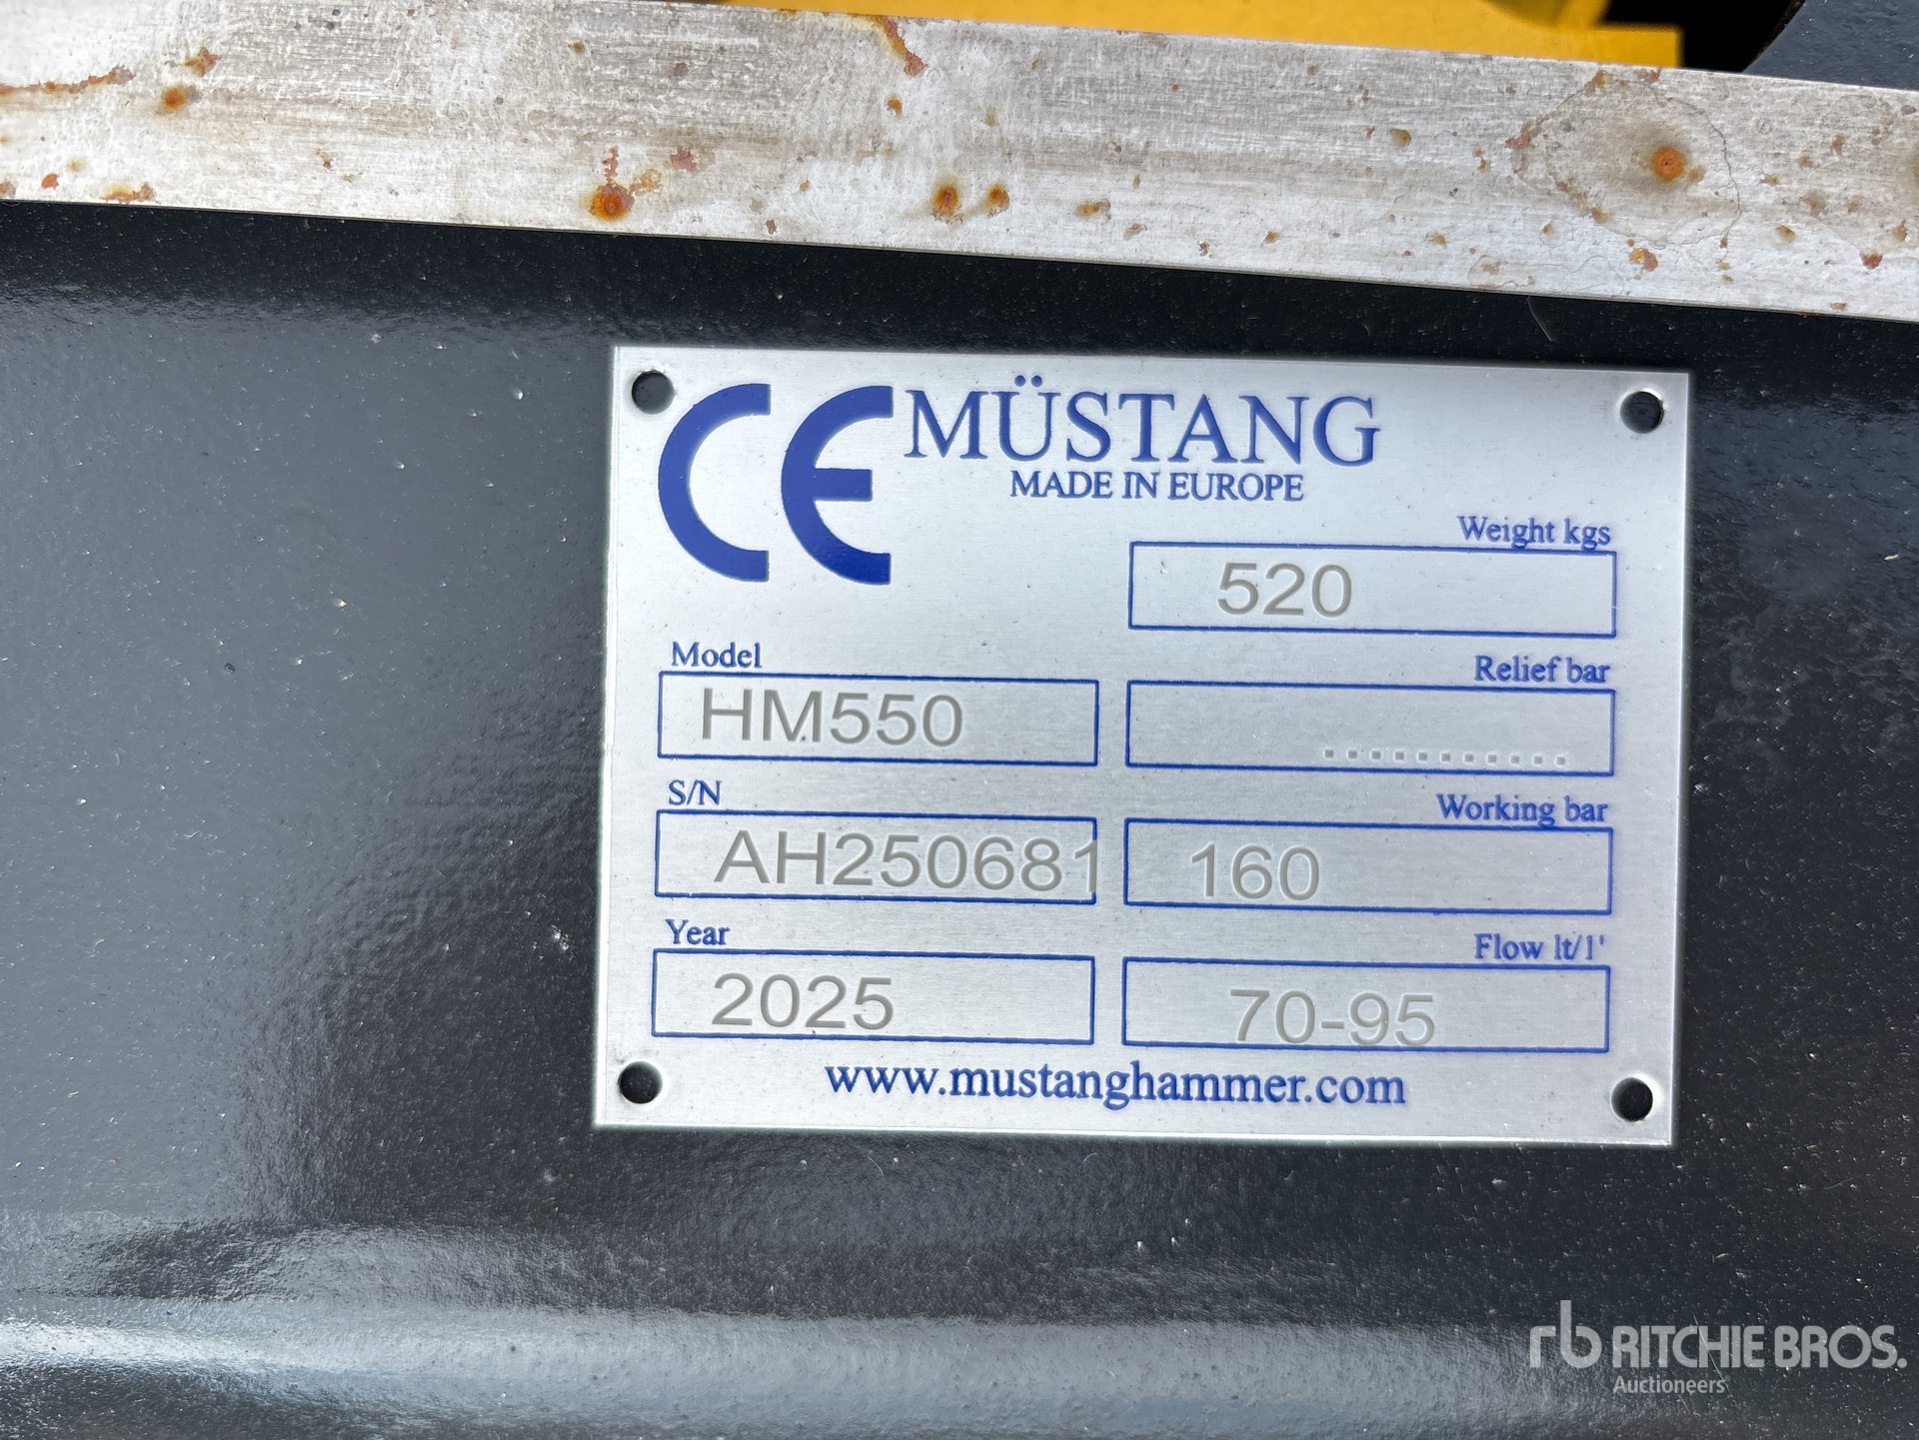 CE MÜSTANG
MADE IN EUROPE
Weight kgs
520
Model
HM550
Relief bar
...........
S/N
AH250681
Working bar
160
Year
2025
Flow lt/1'
70-95
www.mustanghammer.com
rb RITCHIE BROS.
Auctioneers